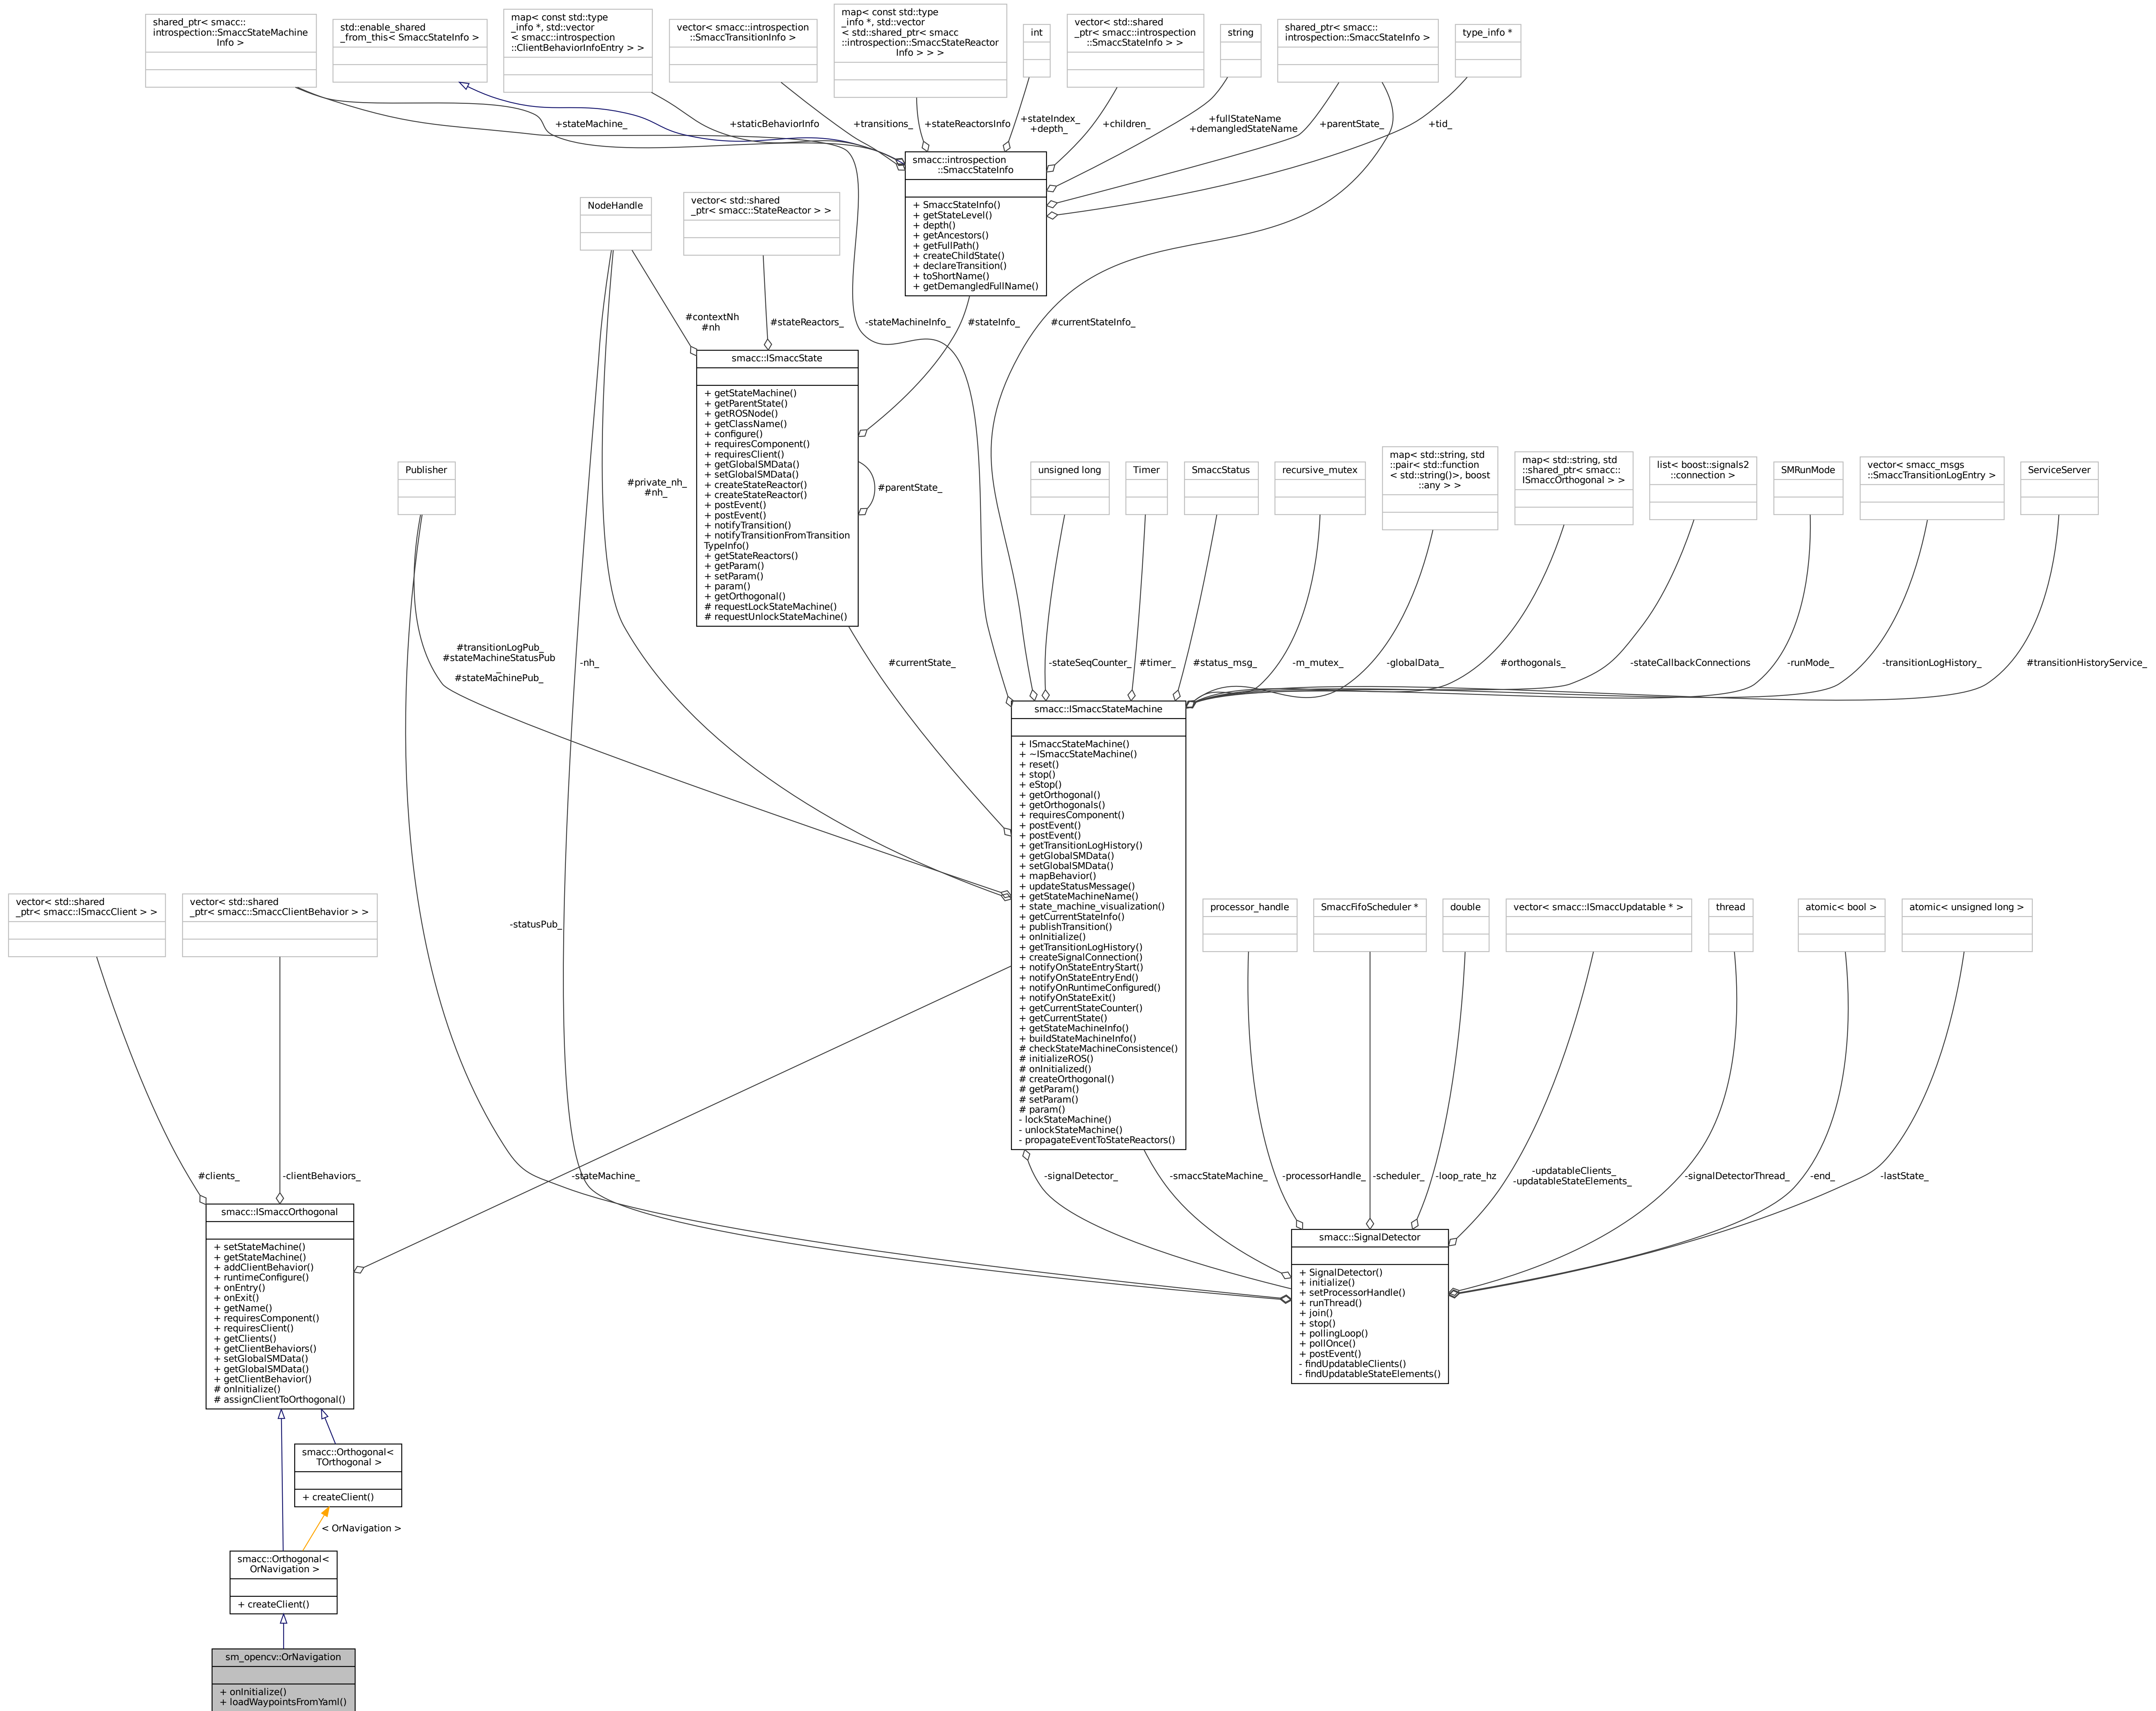 shared_ptr< smacc::
introspection::SmaccStateMachine
Info >
std::enable_shared
_from_this< SmaccStateInfo >
map< const std::type
_info *, std::vector
< smacc::introspection
::ClientBehaviorInfoEntry > >
vector< smacc::introspection
::SmaccTransitionInfo >
map< const std::type
_info *, std::vector
< std::shared_ptr< smacc
::introspection::SmaccStateReactor
Info > > >
int
vector< std::shared
_ptr< smacc::introspection
::SmaccStateInfo > >
string
shared_ptr< smacc::
introspection::SmaccStateInfo >
type_info *
+stateMachine_
+staticBehaviorInfo
+transitions_
+stateReactorsInfo
+stateIndex_
+depth_
+children_
+fullStateName
+demangledStateName
+parentState_
+tid_
smacc::introspection
::SmaccStateInfo
+ SmaccStateInfo()
+ getStateLevel()
+ depth()
+ getAncestors()
+ getFullPath()
+ createChildState()
+ declareTransition()
+ toShortName()
+ getDemangledFullName()
NodeHandle
vector< std::shared
_ptr< smacc::StateReactor > >
#contextNh
#nh
#stateReactors_
-stateMachineInfo_
#stateInfo_
#currentStateInfo_
smacc::ISmaccState
+ getStateMachine()
+ getParentState()
+ getROSNode()
+ getClassName()
+ configure()
+ requiresComponent()
+ requiresClient()
+ getGlobalSMData()
+ setGlobalSMData()
+ createStateReactor()
+ createStateReactor()
+ postEvent()
+ postEvent()
+ notifyTransition()
+ notifyTransitionFromTransition
TypeInfo()
+ getStateReactors()
+ getParam()
+ setParam()
+ param()
+ getOrthogonal()
# requestLockStateMachine()
# requestUnlockStateMachine()
#parentState_
Publisher
#private_nh_
#nh_
unsigned long
Timer
SmaccStatus
recursive_mutex
map< std::string, std
::pair< std::function
< std::string()>, boost
::any > >
map< std::string, std
::shared_ptr< smacc::
ISmaccOrthogonal > >
list< boost::signals2
::connection >
SMRunMode
vector< smacc_msgs
::SmaccTransitionLogEntry >
ServiceServer
#transitionLogPub_
#stateMachineStatusPub
_
#stateMachinePub_
-nh_
#currentState_
-stateSeqCounter_
#timer_
#status_msg_
-m_mutex_
-globalData_
#orthogonals_
-stateCallbackConnections
-runMode_
-transitionLogHistory_
#transitionHistoryService_
smacc::ISmaccStateMachine
+ ISmaccStateMachine()
+ ~ISmaccStateMachine()
+ reset()
+ stop()
+ eStop()
+ getOrthogonal()
+ getOrthogonals()
+ requiresComponent()
+ postEvent()
+ postEvent()
+ getTransitionLogHistory()
+ getGlobalSMData()
+ setGlobalSMData()
+ mapBehavior()
+ updateStatusMessage()
+ getStateMachineName()
+ state_machine_visualization()
+ getCurrentStateInfo()
+ publishTransition()
+ onInitialize()
+ getTransitionLogHistory()
+ createSignalConnection()
+ notifyOnStateEntryStart()
+ notifyOnStateEntryEnd()
+ notifyOnRuntimeConfigured()
+ notifyOnStateExit()
+ getCurrentStateCounter()
+ getCurrentState()
+ getStateMachineInfo()
+ buildStateMachineInfo()
# checkStateMachineConsistence()
# initializeROS()
# onInitialized()
# createOrthogonal()
# getParam()
# setParam()
# param()
- lockStateMachine()
- unlockStateMachine()
- propagateEventToStateReactors()
vector< std::shared
_ptr< smacc::ISmaccClient > >
vector< std::shared
_ptr< smacc::SmaccClientBehavior > >
-statusPub_
processor_handle
SmaccFifoScheduler *
double
vector< smacc::ISmaccUpdatable * >
thread
atomic< bool >
atomic< unsigned long >
#clients_
-clientBehaviors_
-stateMachine_
-signalDetector_
-smaccStateMachine_
-processorHandle_
-scheduler_
-loop_rate_hz
-updatableClients_
-updatableStateElements_
-signalDetectorThread_
-end_
-lastState_
smacc::ISmaccOrthogonal
+ setStateMachine()
+ getStateMachine()
+ addClientBehavior()
+ runtimeConfigure()
+ onEntry()
+ onExit()
+ getName()
+ requiresComponent()
+ requiresClient()
+ getClients()
+ getClientBehaviors()
+ setGlobalSMData()
+ getGlobalSMData()
+ getClientBehavior()
# onInitialize()
# assignClientToOrthogonal()
smacc::SignalDetector
+ SignalDetector()
+ initialize()
+ setProcessorHandle()
+ runThread()
+ join()
+ stop()
+ pollingLoop()
+ pollOnce()
+ postEvent()
- findUpdatableClients()
- findUpdatableStateElements()
smacc::Orthogonal<
TOrthogonal >
+ createClient()
< OrNavigation >
smacc::Orthogonal<
OrNavigation >
+ createClient()
sm_opencv::OrNavigation
+ onInitialize()
+ loadWaypointsFromYaml()